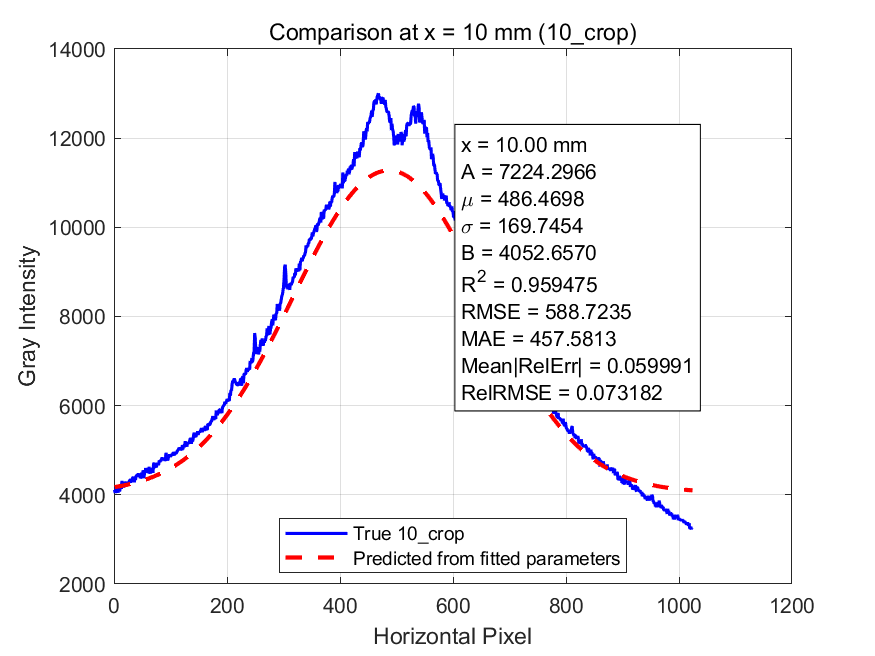 Comparison at x = 10 mm (10_crop)
14000
12000
10000
8000
6000
4000
2000
Gray Intensity
x = 10.00 mm
A = 7224.2966
μ = 486.4698
σ = 169.7454
B = 4052.6570
R² = 0.959475
RMSE = 588.7235
MAE = 457.5813
Mean|RelErr| = 0.059991
RelRMSE = 0.073182
True 10_crop
Predicted from fitted parameters
0 200 400 600 800 1000 1200
Horizontal Pixel